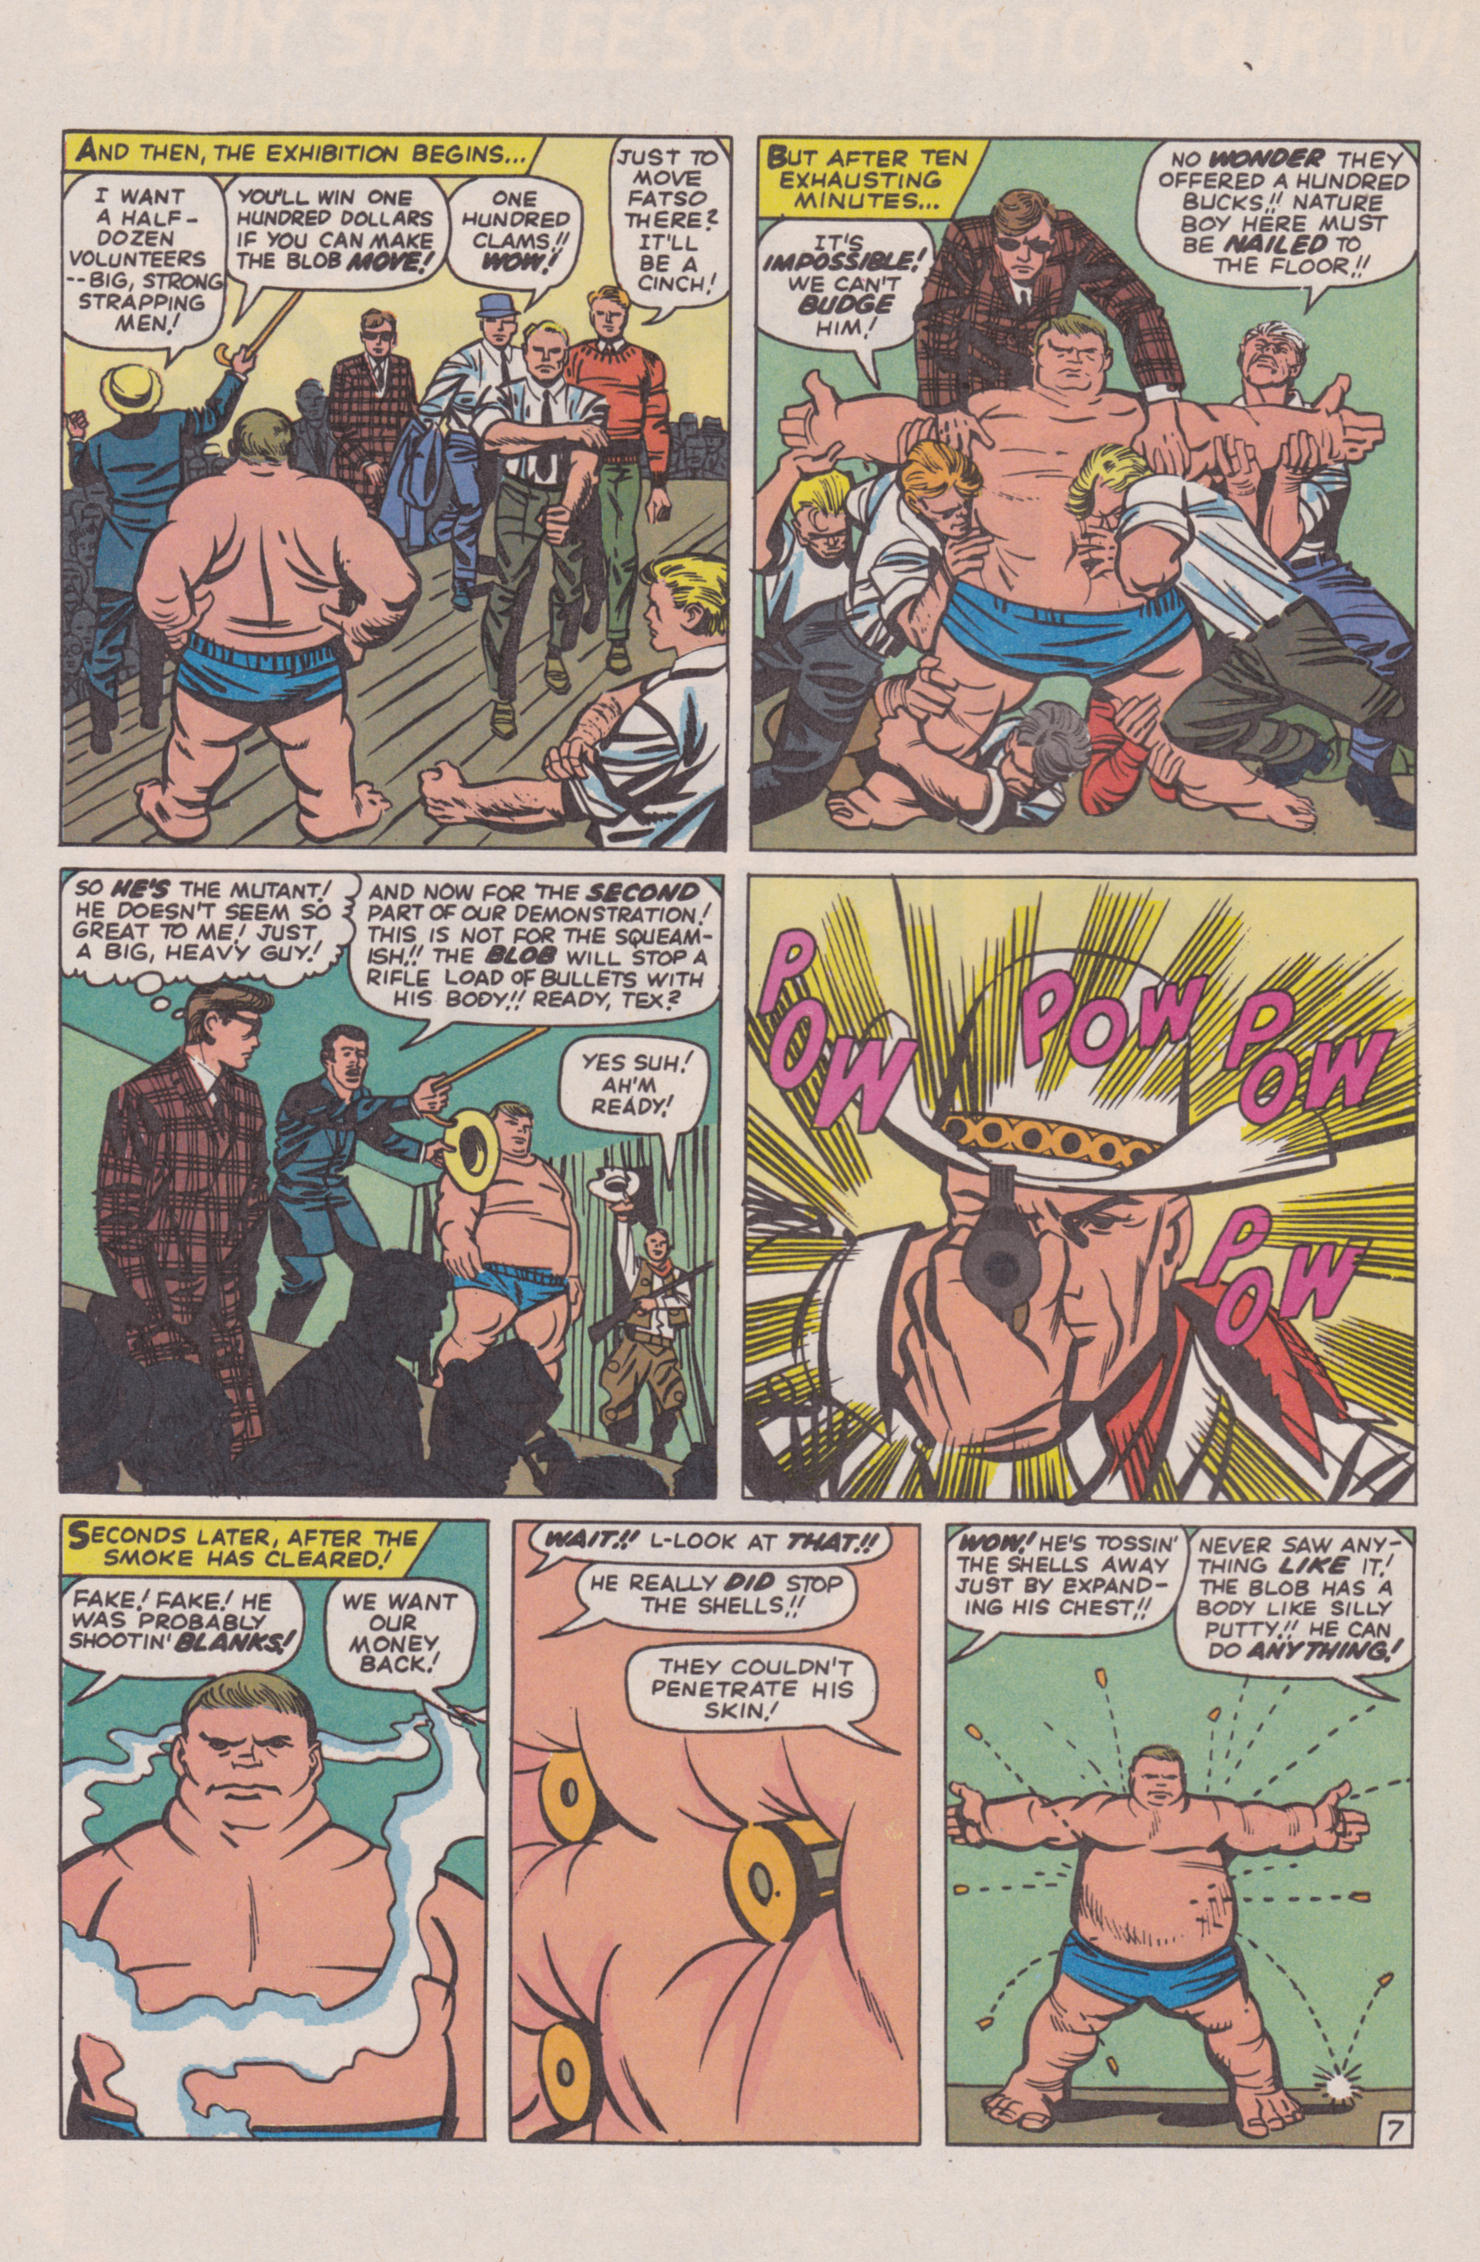 AND THEN, THE EXHIBITION BEGINS...
I WANT
A HALF-
DOZEN
VOLUNTEERS
--BIG, STRONG
STRAPPING
MEN!
YOU'LL WIN ONE
HUNDRED DOLLARS
IF YOU CAN MAKE
THE BLOB MOVE!
ONE
HUNDRED
CLAMS!!
WOW!
JUST TO
MOVE
FATSO
THERE?
IT'LL
BE A
CINCH!
BUT AFTER TEN
EXHAUSTING
MINUTES...
IT'S
IMPOSSIBLE!
WE CAN'T
BUDGE
HIM!
NO WONDER THEY
OFFERED A HUNDRED
BUCKS!! NATURE
BOY HERE MUST
BE NAILED TO
THE FLOOR!!
SO HE'S THE MUTANT!
HE DOESN'T SEEM SO
GREAT TO ME! JUST
A BIG, HEAVY GUY!
AND NOW FOR THE SECOND
PART OF OUR DEMONSTRATION!
THIS IS NOT FOR THE SQUEAM-
ISH!! THE BLOB WILL STOP A
RIFLE LOAD OF BULLETS WITH
HIS BODY!! READY, TEX?
YES SUH!
AH'M
READY!
POW
POW
POW
POW
SECONDS LATER, AFTER THE
SMOKE HAS CLEARED!
FAKE! FAKE! HE
WAS PROBABLY
SHOOTIN' BLANKS!
WE WANT
OUR
MONEY
BACK!
WAIT!! L-LOOK AT THAT!!
HE REALLY DID STOP
THE SHELLS!!
THEY COULDN'T
PENETRATE HIS
SKIN!
WOW! HE'S TOSSIN'
THE SHELLS AWAY
JUST BY EXPAND-
ING HIS CHEST!!
NEVER SAW ANY-
THING LIKE IT!
THE BLOB HAS A
BODY LIKE SILLY
PUTTY!! HE CAN
DO ANYTHING!
7